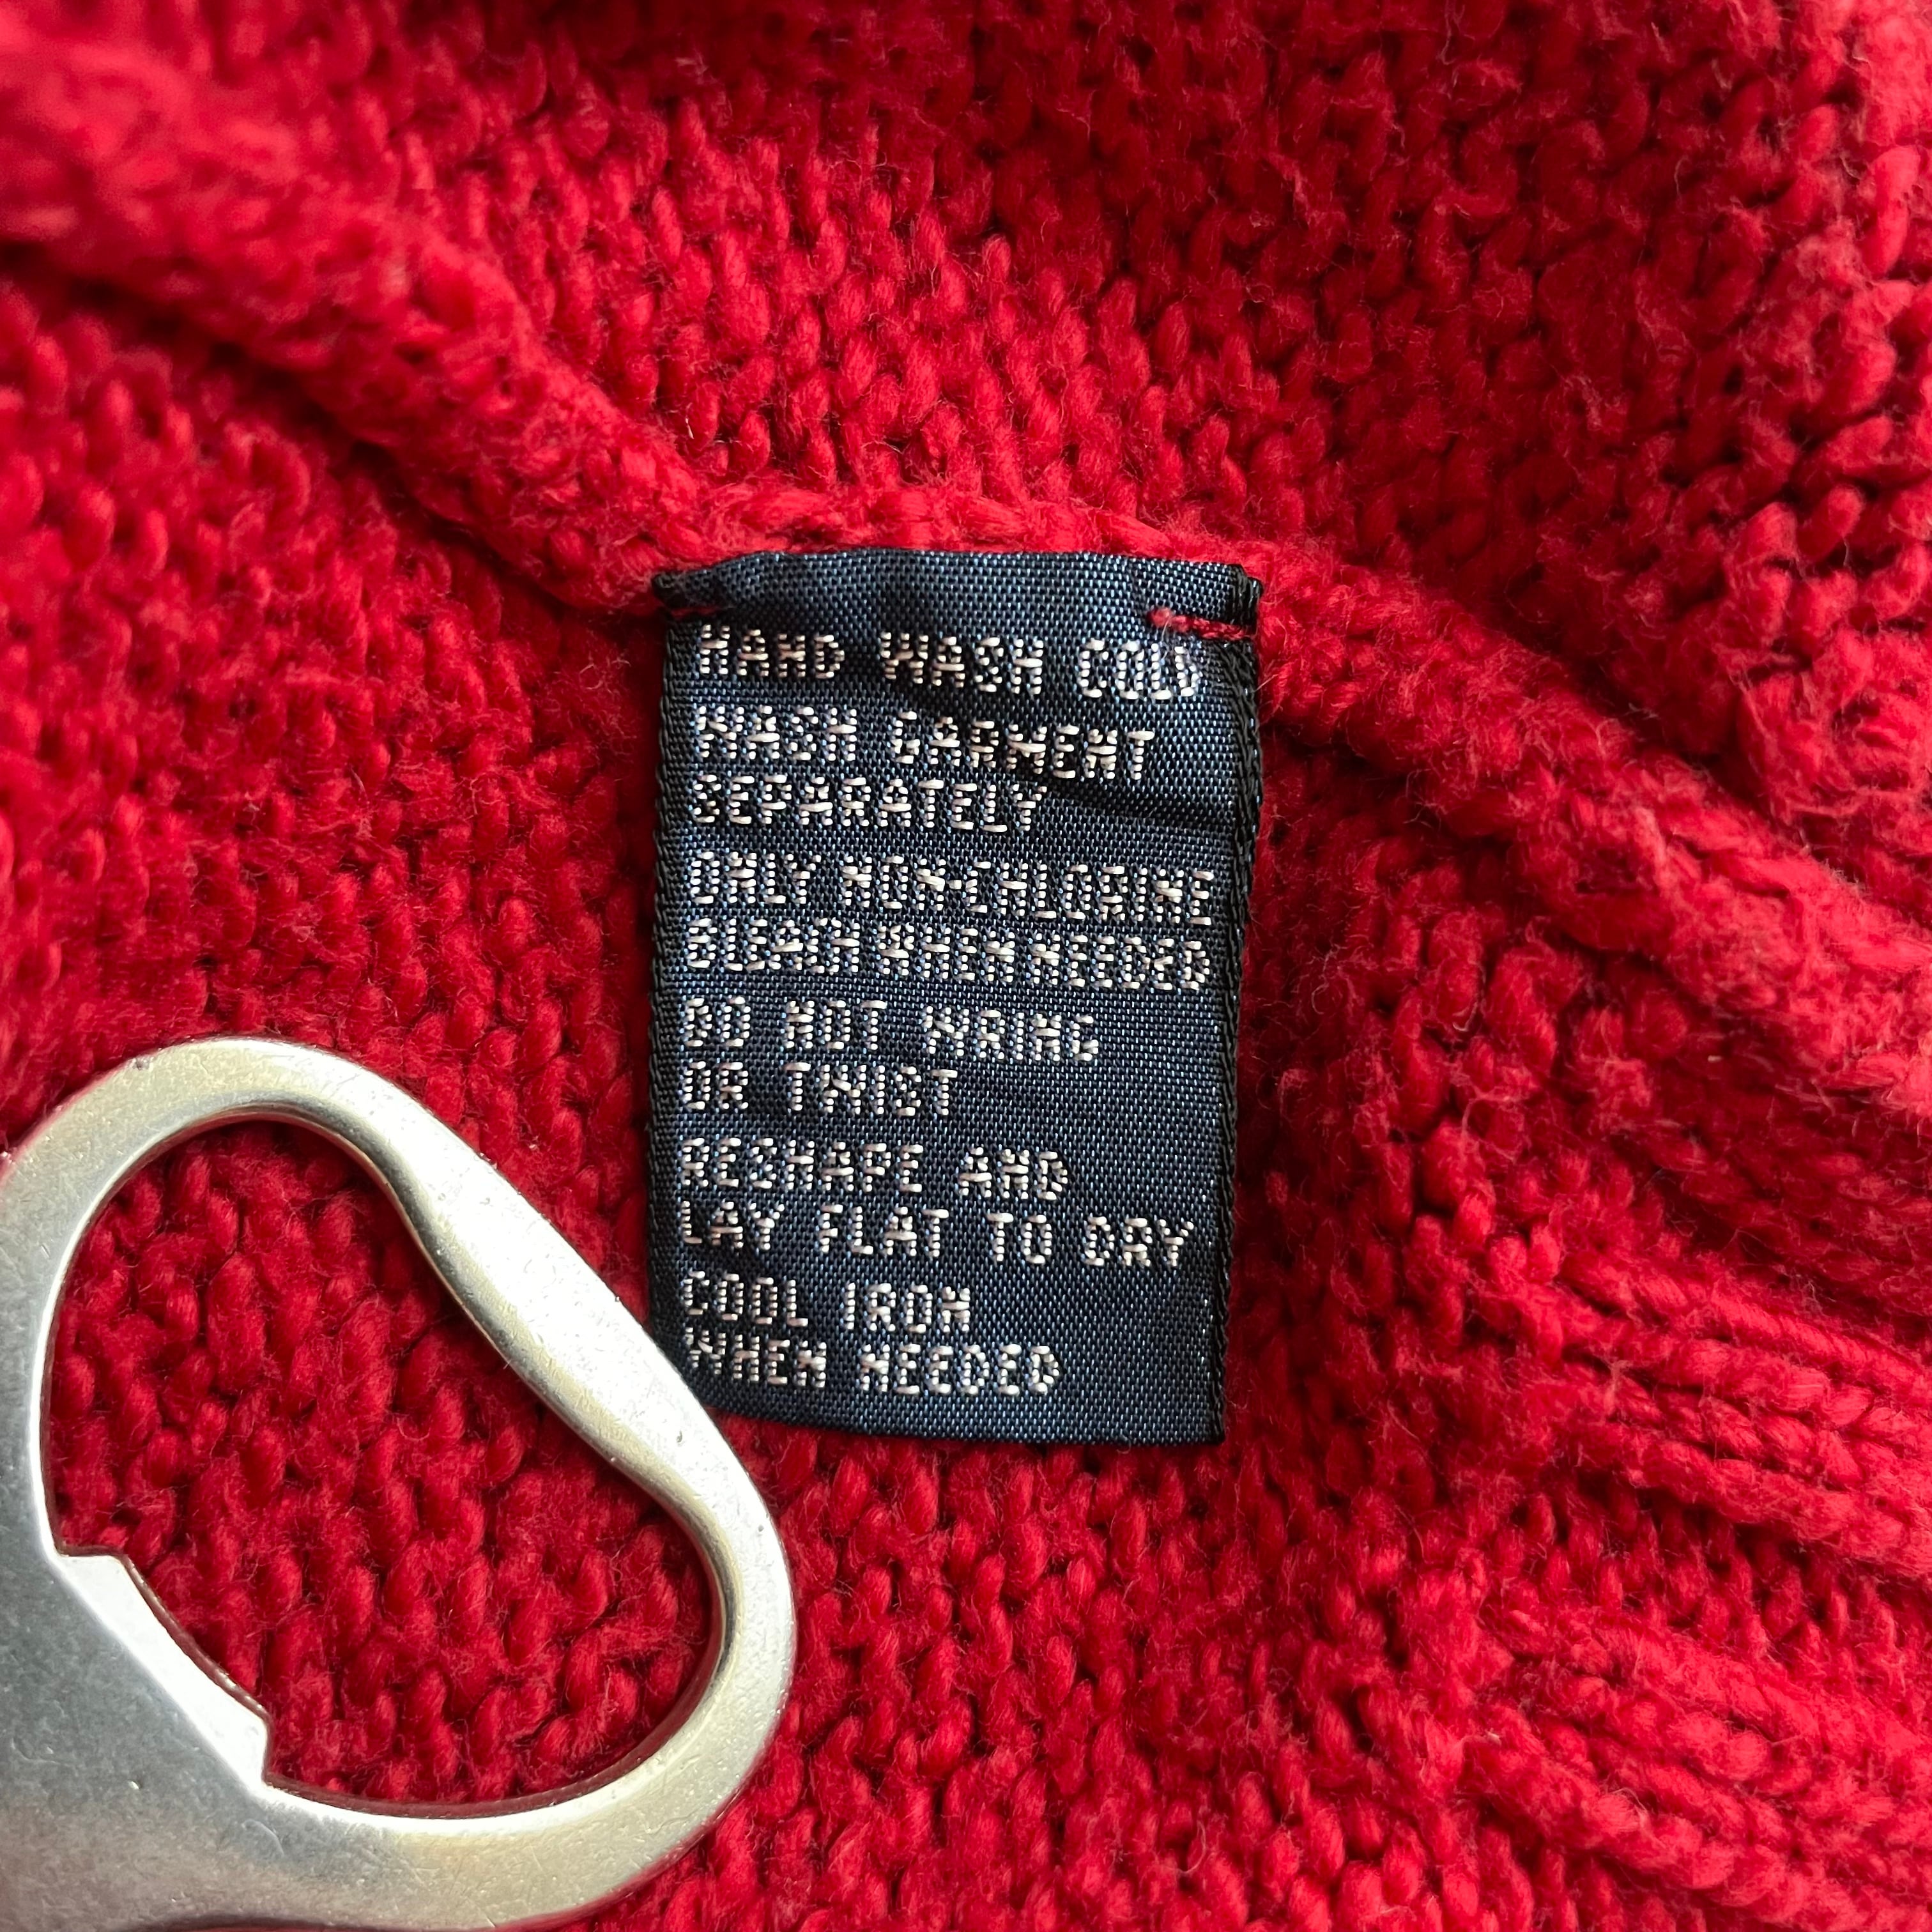 HAND WASH COLD
WASH GARMENT
SEPARATELY
ONLY NON-CHLORINE
BLEACH WHEN NEEDED
DO NOT WRING
OR TWIST
RESHAPE AND
LAY FLAT TO DRY
COOL IRON
WHEN NEEDED